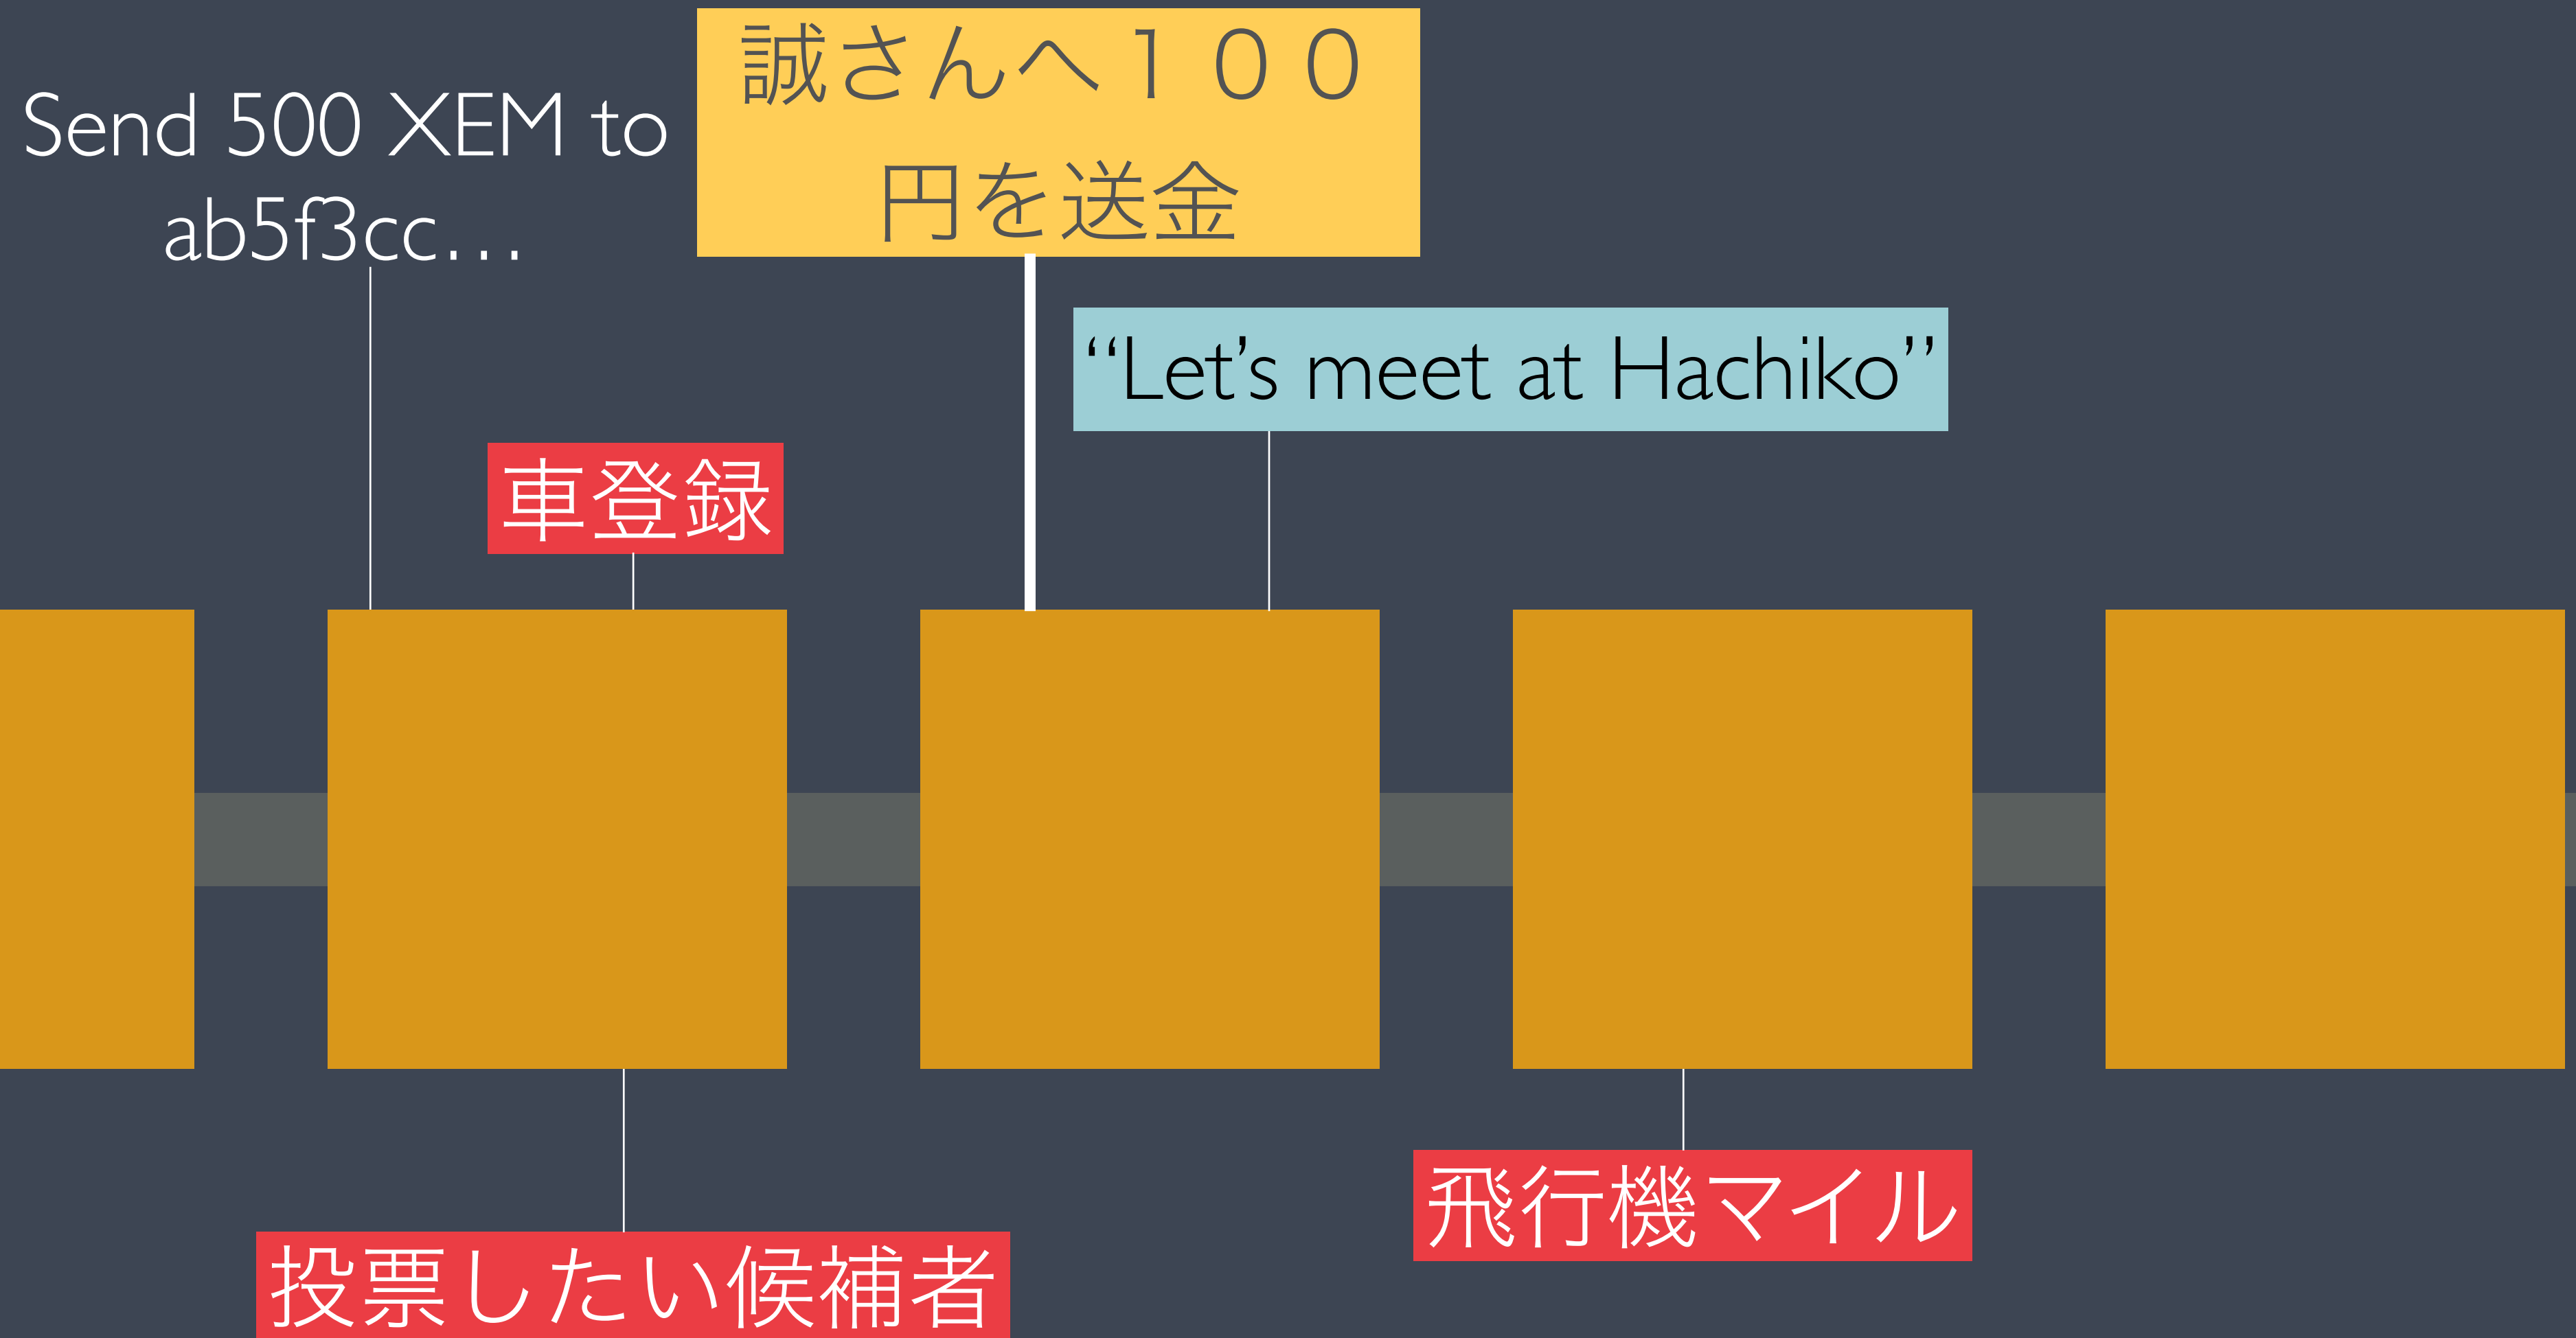 Send 500 XEM to
ab5f3cc…
誠さんへ１００
円を送金
“Let’s meet at Hachiko”
車登録
飛行機マイル
投票したい候補者